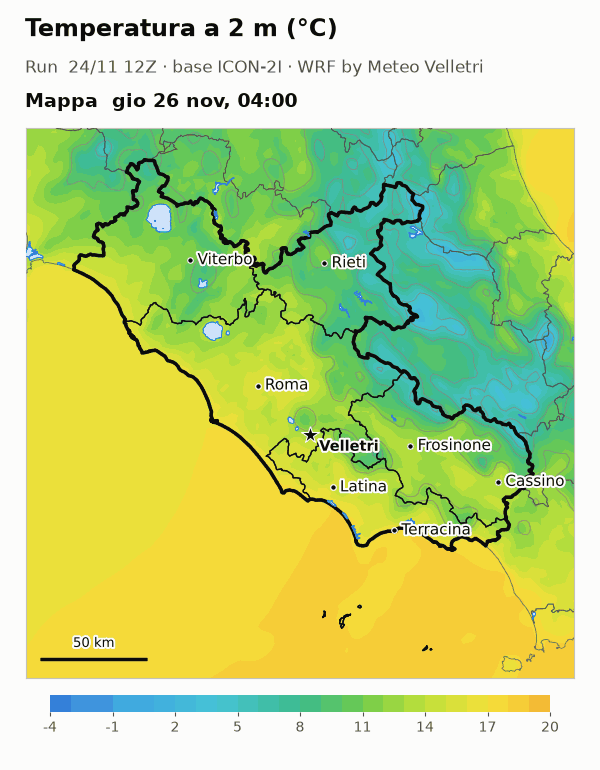 Temperatura a 2 m (°C)
Run  24/11 12Z · base ICON-2I · WRF by Meteo Velletri
Mappa  gio 26 nov, 04:00
Viterbo
Rieti
Roma
Velletri
Frosinone
Cassino
Latina
Terracina
50 km
-4 -1 2 5 8 11 14 17 20